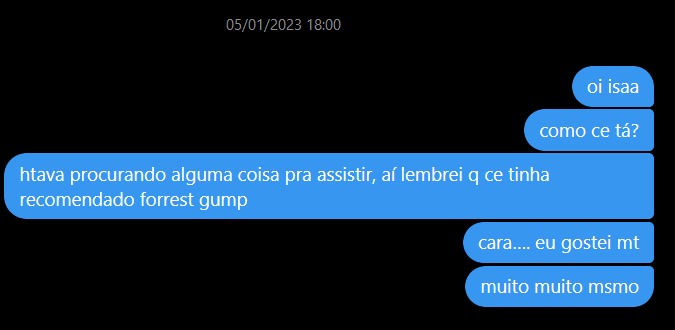 05/01/2023 18:00
oi isaa
como ce tá?
htava procurando alguma coisa pra assistir, aí lembrei q ce tinha
recomendado forrest gump
cara.... eu gostei mt
muito muito msmo